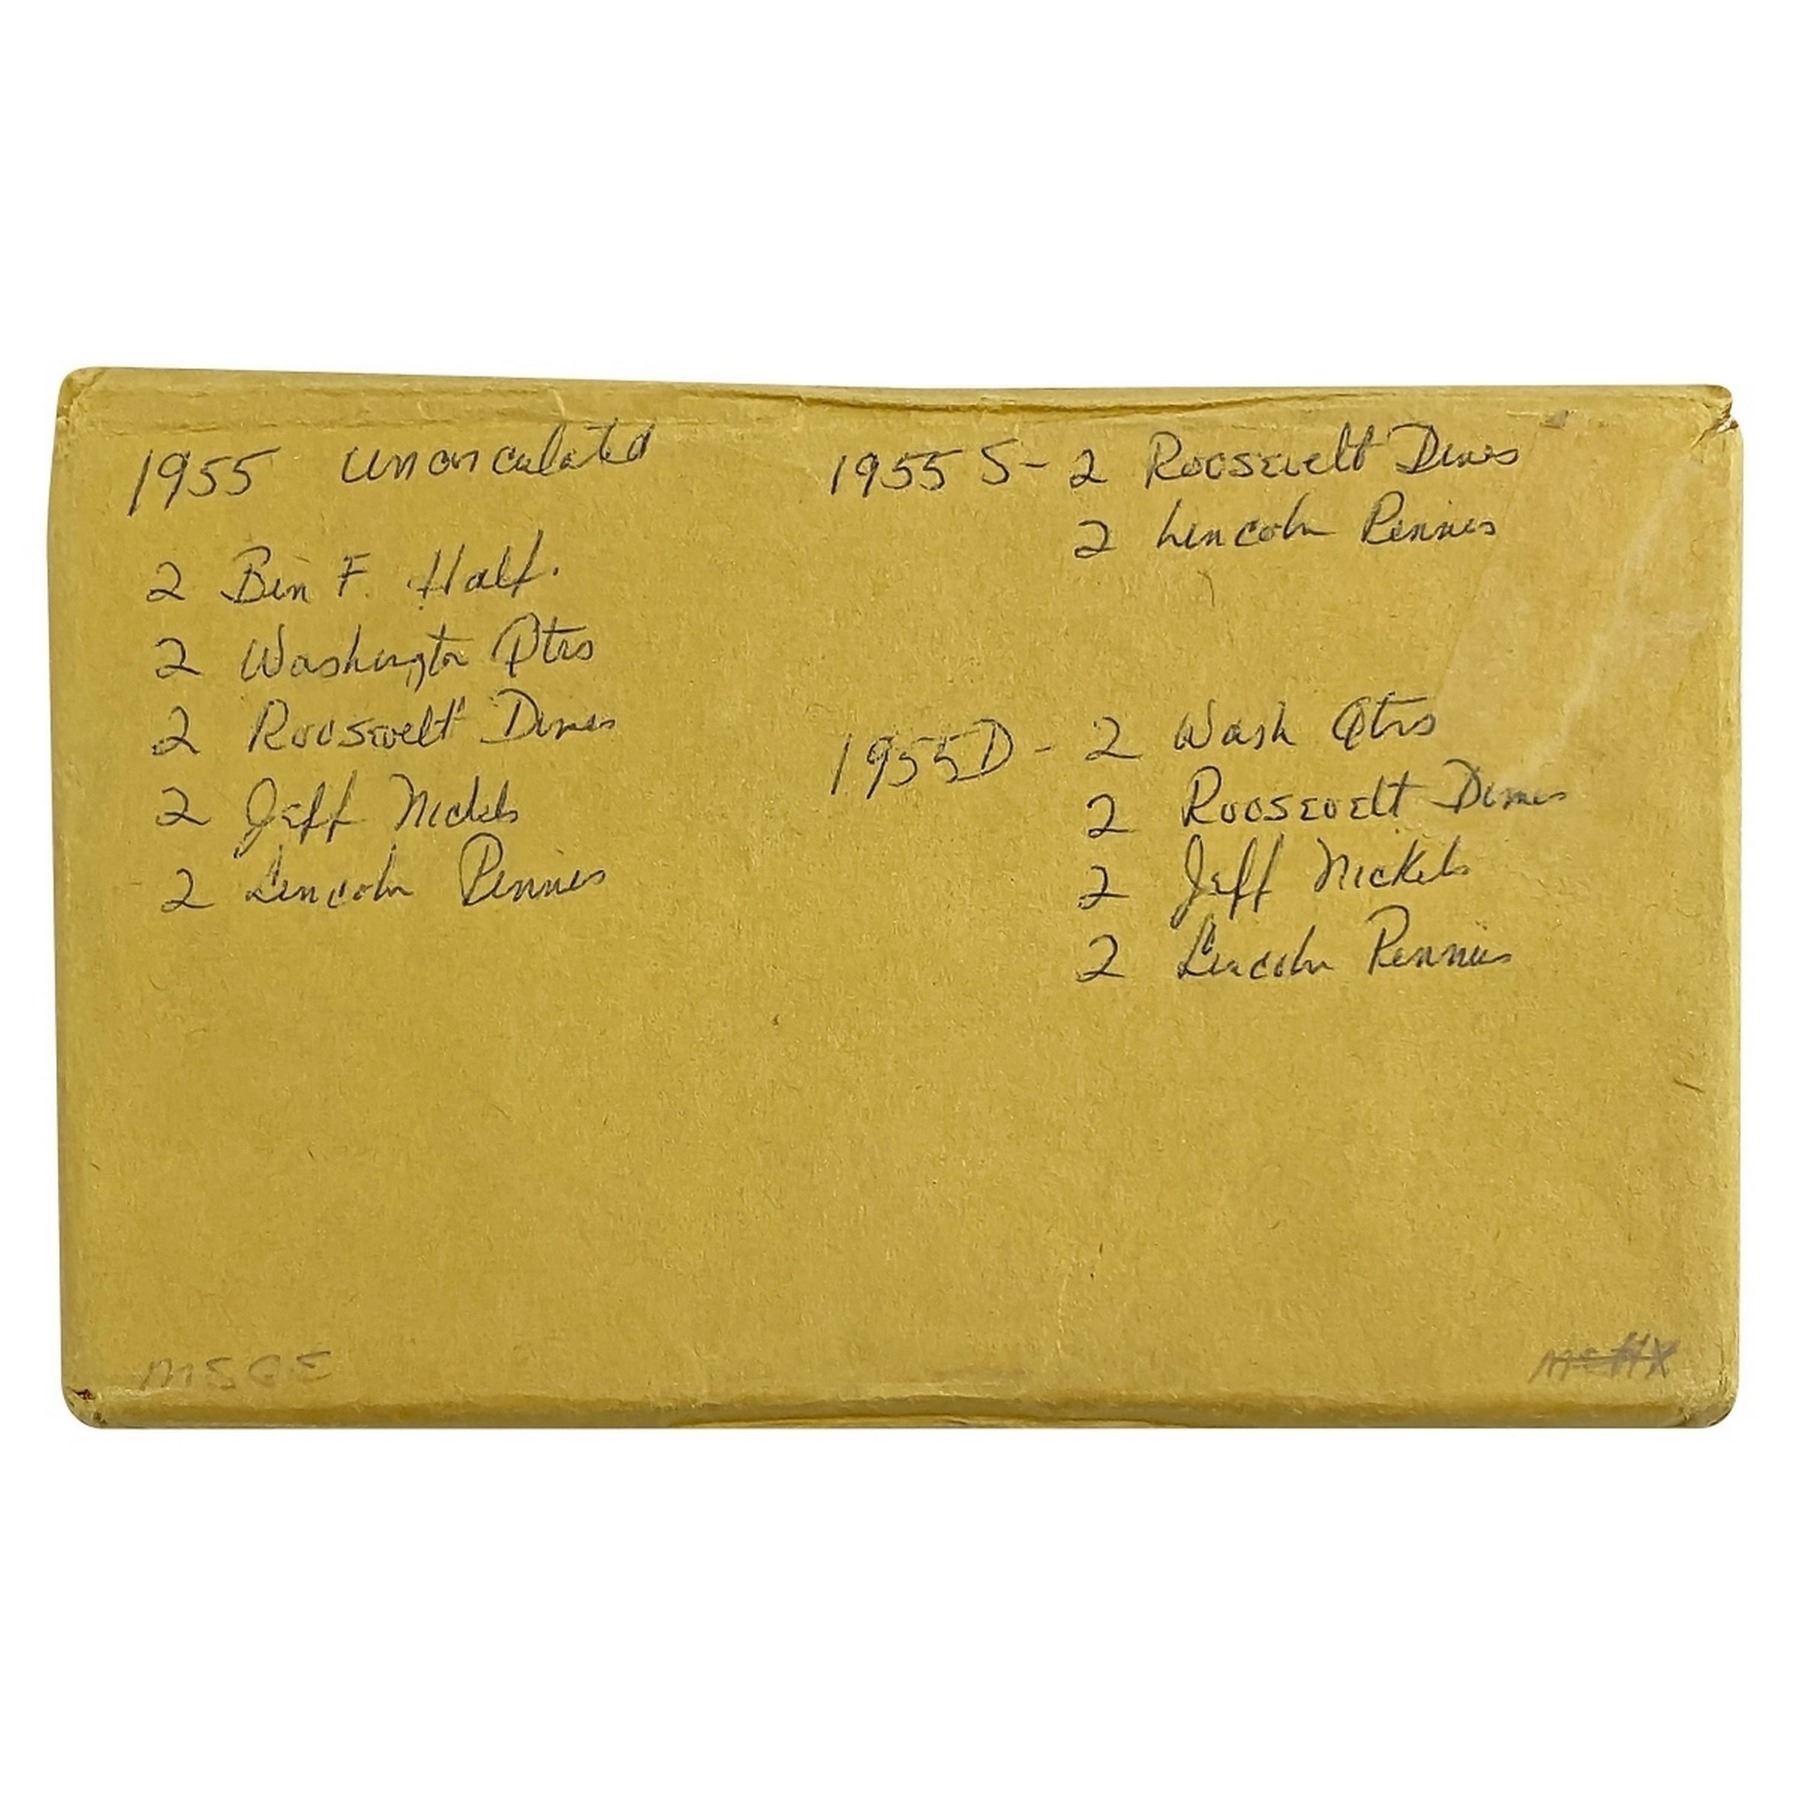 1955 uncirculated
2 Ben F. Half.
2 Washington Qtrs
2 Roosevelt Dimes
2 Jeff Nickels
2 Lincoln Pennies
1955 S- 2 Roosevelt Dimes
2 Lincoln Pennies
1955D - 2 Wash Qtrs
2 Roosevelt Dimes
2 Jeff Nickels
2 Lincoln Pennies